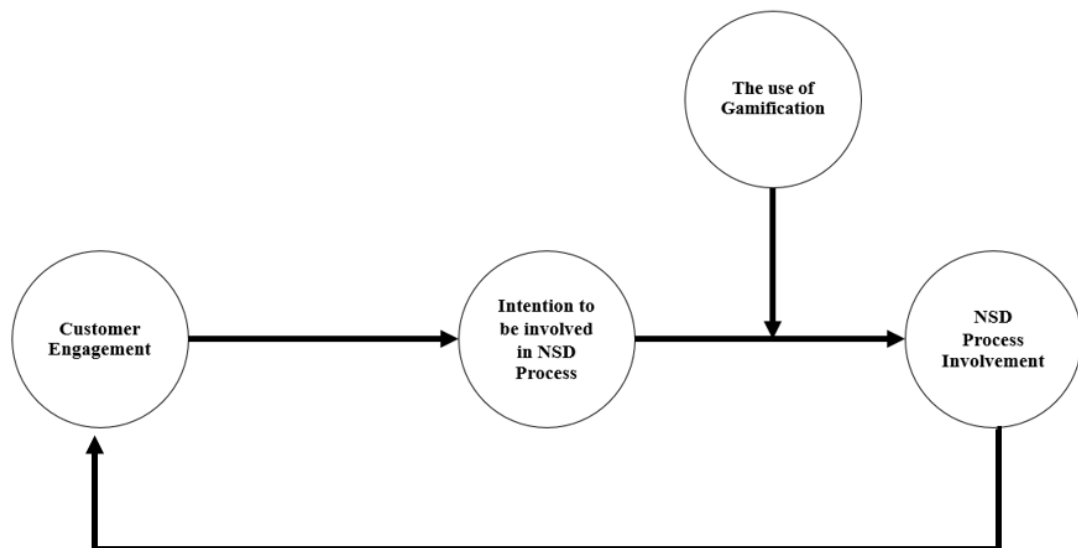 The use of
Gamification
Customer
Engagement
Intention to
be involved
in NSD
Process
NSD
Process
Involvement